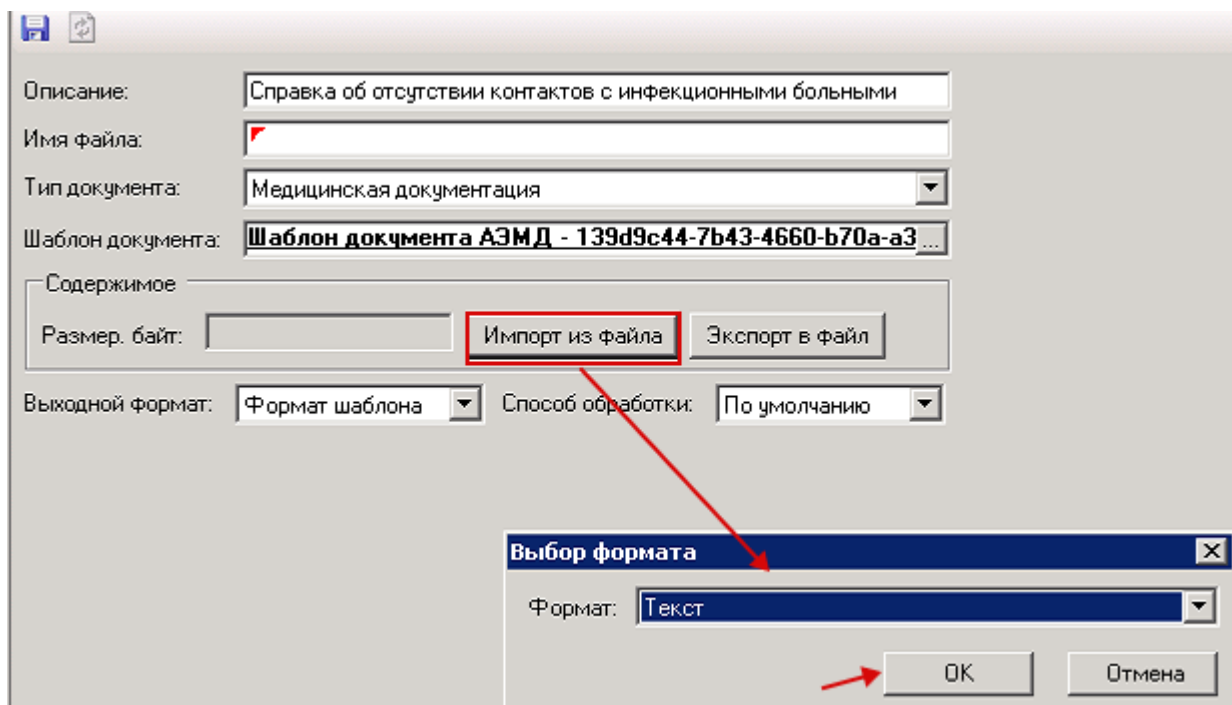 Описание: Справка об отсутствии контактов с инфекционными больными
Имя файла:
Тип документа: Медицинская документация
Шаблон документа: Шаблон документа АЭМД - 139d9c44-7b43-4660-b70a-a3 ...
Содержимое
Размер. байт: Импорт из файла Экспорт в файл
Выходной формат: Формат шаблона Способ обработки: По умолчанию
Выбор формата
Формат: Текст
OK Отмена